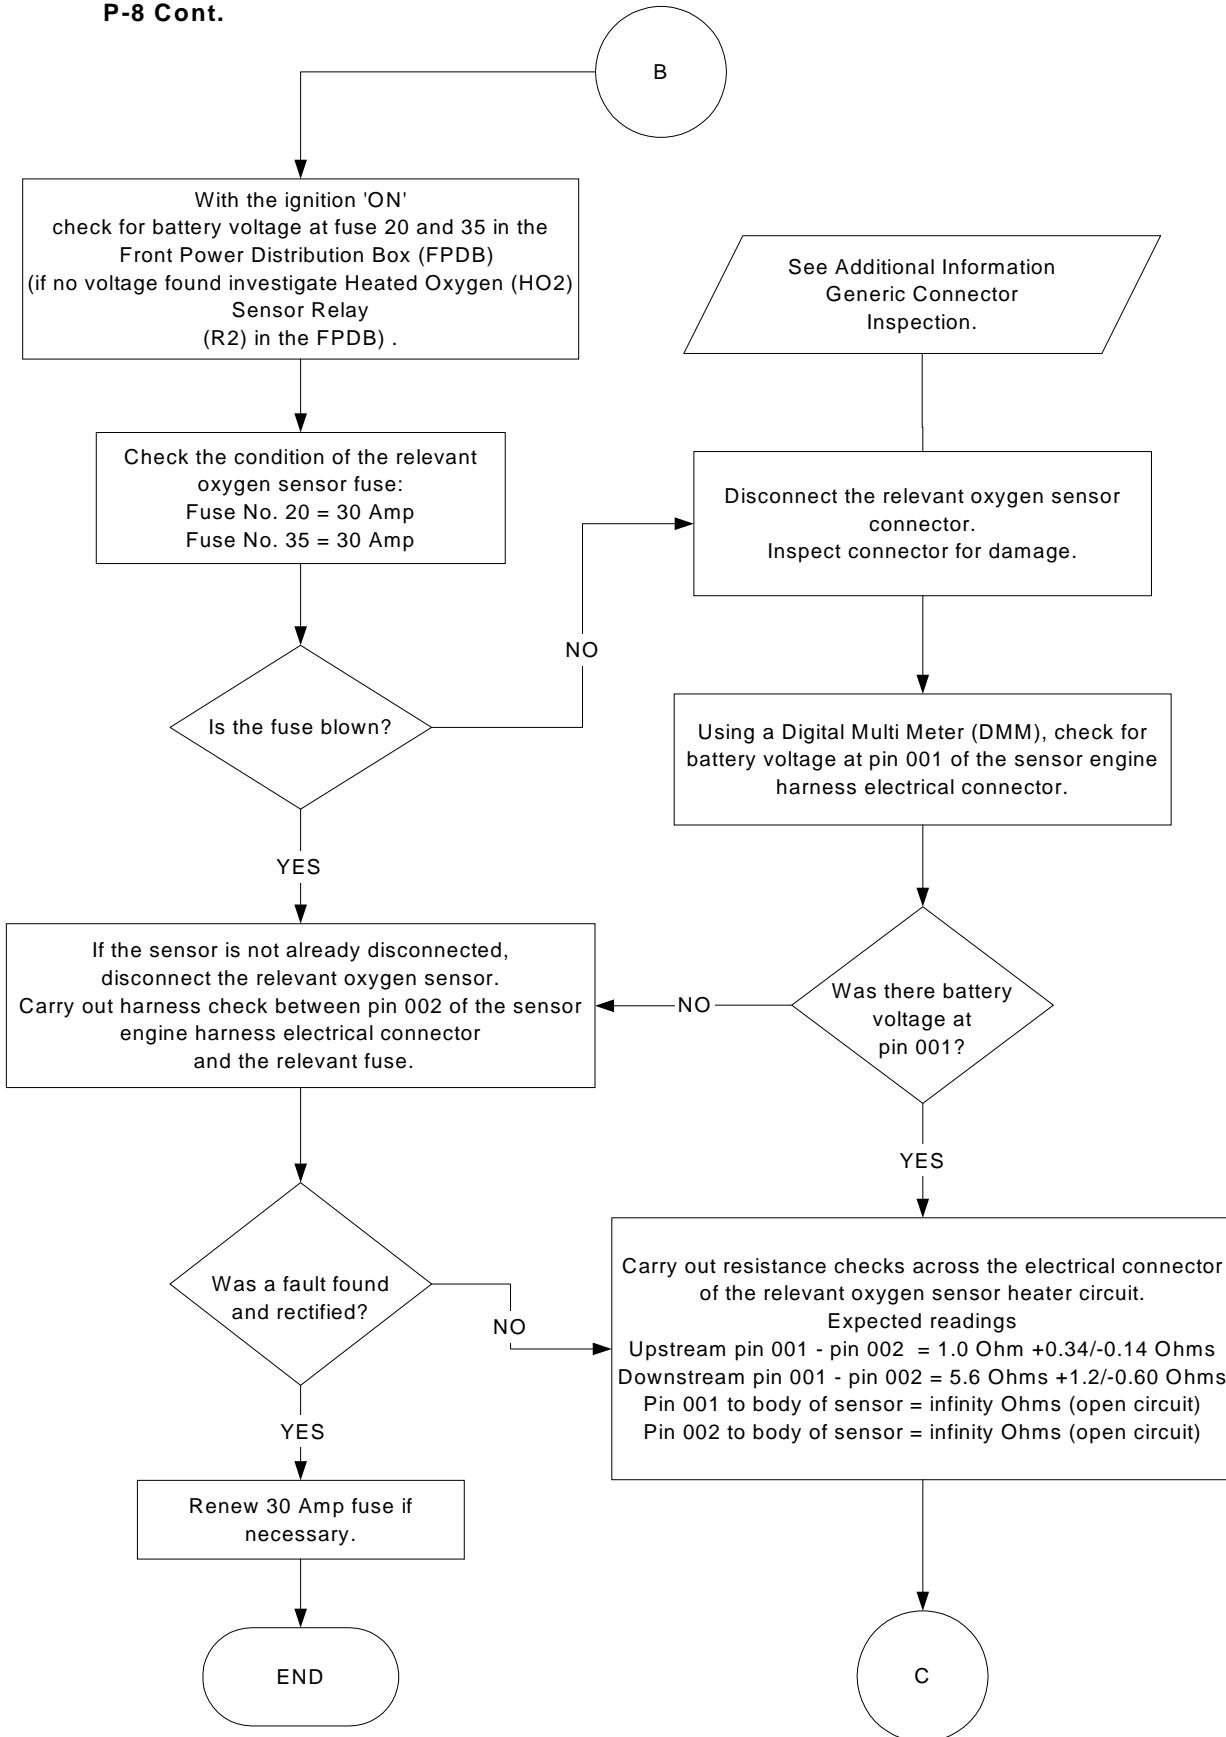 P-8 Cont.
B
With the ignition 'ON'
check for battery voltage at fuse 20 and 35 in the
Front Power Distribution Box (FPDB)
(if no voltage found investigate Heated Oxygen (HO2)
Sensor Relay
(R2) in the FPDB) .
See Additional Information
Generic Connector
Inspection.
Check the condition of the relevant
oxygen sensor fuse:
Fuse No. 20 = 30 Amp
Fuse No. 35 = 30 Amp
Disconnect the relevant oxygen sensor
connector.
Inspect connector for damage.
NO
Is the fuse blown?
Using a Digital Multi Meter (DMM), check for
battery voltage at pin 001 of the sensor engine
harness electrical connector.
YES
If the sensor is not already disconnected,
disconnect the relevant oxygen sensor.
Carry out harness check between pin 002 of the sensor
engine harness electrical connector
and the relevant fuse.
NO
Was there battery
voltage at
pin 001?
YES
Was a fault found
and rectified?
NO
Carry out resistance checks across the electrical connector
of the relevant oxygen sensor heater circuit.
Expected readings
Upstream pin 001 - pin 002 = 1.0 Ohm +0.34/-0.14 Ohms
Downstream pin 001 - pin 002 = 5.6 Ohms +1.2/-0.60 Ohms
Pin 001 to body of sensor = infinity Ohms (open circuit)
Pin 002 to body of sensor = infinity Ohms (open circuit)
YES
Renew 30 Amp fuse if
necessary.
END
C